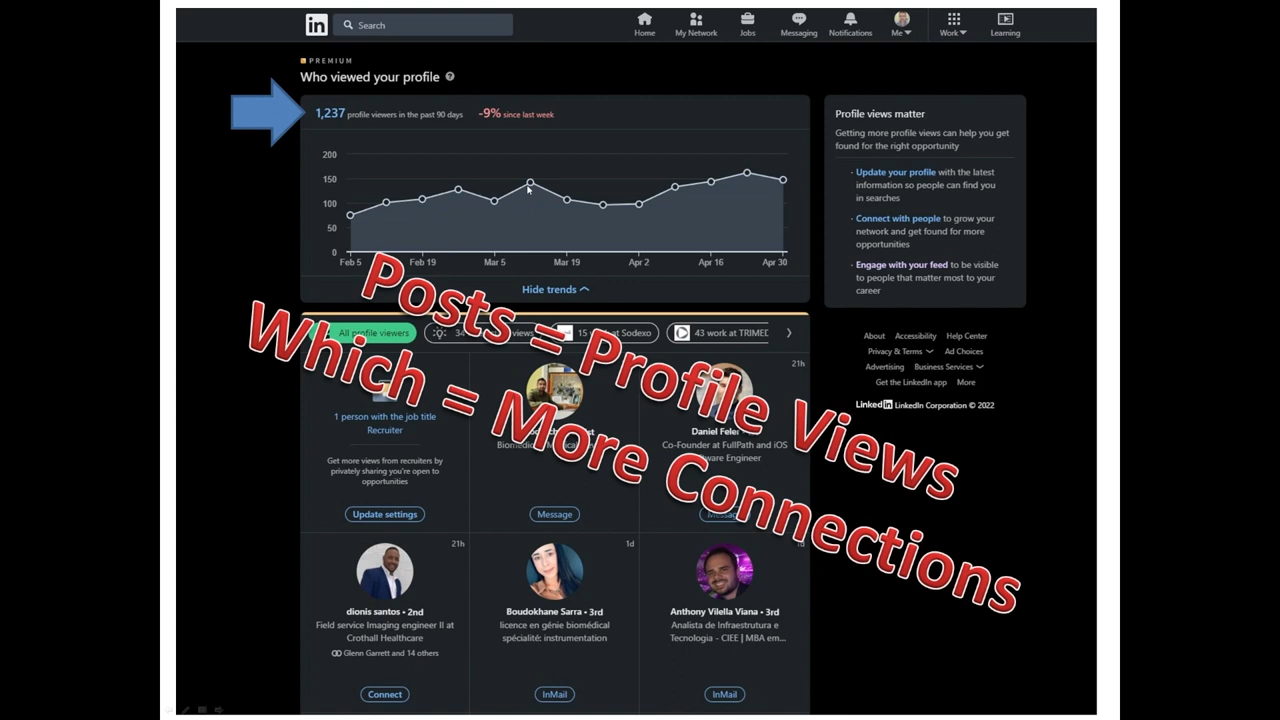 in Search
Home My Network Jobs Messaging Notifications Me Work Learning
PREMIUM
Who viewed your profile
1,237 profile viewers in the past 90 days -9% since last week
200
150
100
50
0
Feb 5 Feb 19 Mar 5 Mar 19 Apr 2 Apr 16 Apr 30
Hide trends
Profile views matter
Getting more profile views can help you get
found for the right opportunity
· Update your profile with the latest
information so people can find you
in searches
· Connect with people to grow your
network and get found for more
opportunities
· Engage with your feed to be visible
to people that matter most to your
career
About Accessibility Help Center
Privacy & Terms Ad Choices
Advertising Business Services
Get the LinkedIn app More
LinkedIn LinkedIn Corporation © 2022
Posts = Profile Views
Which = More Connections
All profile viewers 15 at Sodexo 43 work at TRIMED
1 person with the job title
Recruiter
Get more views from recruiters by
privately sharing you're open to
opportunities
Update settings
Message
21h
Daniel
Co-Founder at FullPath and iOS
Engineer
21h
dionis santos • 2nd
Field service Imaging engineer II at
Crothall Healthcare
Glenn Garrett and 14 others
Connect
1d
Boudokhane Sarra • 3rd
licence en génie biomédical
spécialité: instrumentation
InMail
Anthony Vilella Viana • 3rd
Analista de Infraestrutura e
Tecnologia - CIEE | MBA em...
InMail